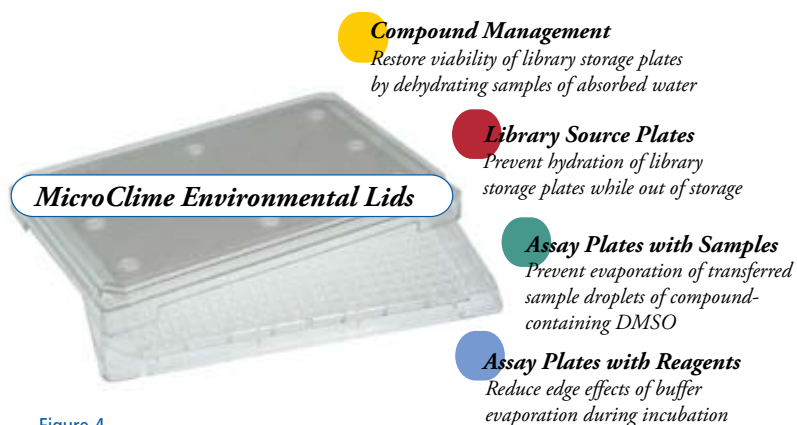 Compound Management
Restore viability of library storage plates
by dehydrating samples of absorbed water
Library Source Plates
Prevent hydration of library
storage plates while out of storage
MicroClime Environmental Lids
Assay Plates with Samples
Prevent evaporation of transferred
sample droplets of compound-
containing DMSO
Assay Plates with Reagents
Reduce edge effects of buffer
evaporation during incubation
Figure 4